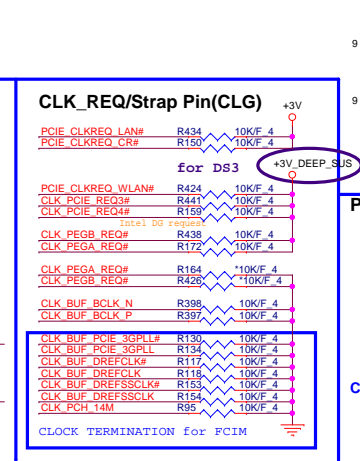 9
CLK_REQ/Strap Pin(CLG) +3V 9
PCIE_CLKREQ_LAN# R434 10K/F_4
PCIE_CLKREQ_CR# R150 10K/F_4
for DS3 +3V_DEEP_SUS
PCIE_CLKREQ_WLAN# R424 10K/F_4
CLK_PCIE_REQ3# R441 10K/F_4
CLK_PCIE_REQ4# R159 10K/F_4
Intel DG request
CLK_PEGB_REQ# R438 10K/F_4
CLK_PEGA_REQ# R172 10K/F_4
CLK_PEGA_REQ# R164 *10K/F_4
CLK_PEGB_REQ# R426 *10K/F_4
CLK_BUF_BCLK_N R398 10K/F_4
CLK_BUF_BCLK_P R397 10K/F_4
CLK_BUF_PCIE_3GPLL# R130 10K/F_4
CLK_BUF_PCIE_3GPLL R134 10K/F_4
CLK_BUF_DREFCLK# R117 10K/F_4
CLK_BUF_DREFCLK R118 10K/F_4
CLK_BUF_DREFSSCLK# R153 10K/F_4
CLK_BUF_DREFSSCLK R154 10K/F_4
CLK_PCH_14M R95 10K/F_4
CLOCK TERMINATION for FCIM